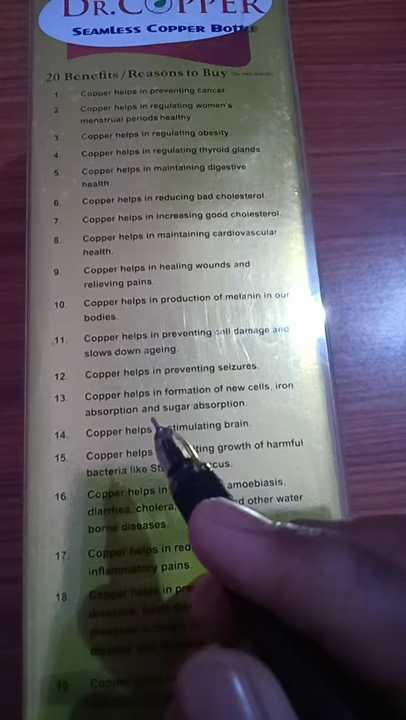 DR.COPPER
SEAMLESS COPPER
20 Benefits/Reasons to Buy
1 Copper helps in preventing cancer
2 Copper helps in regulating women's
menstrual periods healthy
3. Copper helps in regulating obesity
4. Copper helps in regulating thyroid glands.
5. Copper helps in maintaining digestive
health.
6. Copper helps in reducing bad cholesterol.
7. Copper helps in increasing good cholesterol.
8. Copper helps in maintaining cardiovascular
health.
9. Copper helps in healing wounds and
relieving pains.
10. Copper helps in production of melanin in our
bodies.
11. Copper helps in preventing cell damage and
slows down ageing.
12. Copper helps in preventing seizures.
13. Copper helps in formation of new cells, iron
absorption and sugar absorption.
14. Copper helps stimulating brain.
15. Copper helps growth of harmful
bacteria like
16. Copper helps in amoebiasis,
diarrhea, cholera, other water
borne diseases.
17. Copper helps in
inflammatory pains.
18. Copper helps in
19. Copper